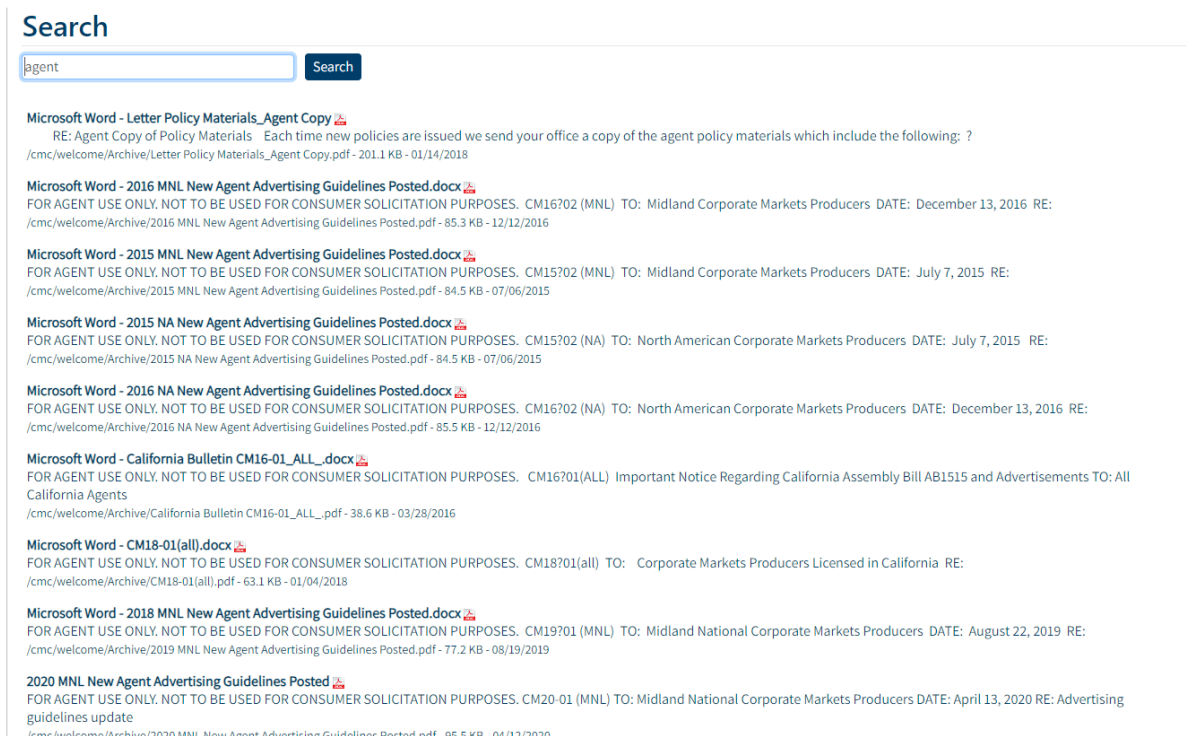 Search
agent
Search
Microsoft Word - Letter Policy Materials_Agent Copy
RE: Agent Copy of Policy Materials Each time new policies are issued we send your office a copy of the agent policy materials which include the following: ?
/cmc/welcome/Archive/Letter Policy Materials_Agent Copy.pdf - 201.1 KB - 01/14/2018
Microsoft Word - 2016 MNL New Agent Advertising Guidelines Posted.docx
FOR AGENT USE ONLY. NOT TO BE USED FOR CONSUMER SOLICITATION PURPOSES. CM16?02 (MNL) TO: Midland Corporate Markets Producers DATE: December 13, 2016 RE:
/cmc/welcome/Archive/2016 MNL New Agent Advertising Guidelines Posted.pdf - 85.3 KB - 12/12/2016
Microsoft Word - 2015 MNL New Agent Advertising Guidelines Posted.docx
FOR AGENT USE ONLY. NOT TO BE USED FOR CONSUMER SOLICITATION PURPOSES. CM15?02 (MNL) TO: Midland Corporate Markets Producers DATE: July 7, 2015 RE:
/cmc/welcome/Archive/2015 MNL New Agent Advertising Guidelines Posted.pdf - 84.5 KB - 07/06/2015
Microsoft Word - 2015 NA New Agent Advertising Guidelines Posted.docx
FOR AGENT USE ONLY. NOT TO BE USED FOR CONSUMER SOLICITATION PURPOSES. CM15?02 (NA) TO: North American Corporate Markets Producers DATE: July 7, 2015 RE:
/cmc/welcome/Archive/2015 NA New Agent Advertising Guidelines Posted.pdf - 84.5 KB - 07/06/2015
Microsoft Word - 2016 NA New Agent Advertising Guidelines Posted.docx
FOR AGENT USE ONLY. NOT TO BE USED FOR CONSUMER SOLICITATION PURPOSES. CM16?02 (NA) TO: North American Corporate Markets Producers DATE: December 13, 2016 RE:
/cmc/welcome/Archive/2016 NA New Agent Advertising Guidelines Posted.pdf - 85.5 KB - 12/12/2016
Microsoft Word - California Bulletin CM16-01_ALL_.docx
FOR AGENT USE ONLY. NOT TO BE USED FOR CONSUMER SOLICITATION PURPOSES. CM16?01(ALL) Important Notice Regarding California Assembly Bill AB1515 and Advertisements TO: All
California Agents
/cmc/welcome/Archive/California Bulletin CM16-01_ALL_.pdf - 38.6 KB - 03/28/2016
Microsoft Word - CM18-01(all).docx
FOR AGENT USE ONLY. NOT TO BE USED FOR CONSUMER SOLICITATION PURPOSES. CM18?01(all) TO: Corporate Markets Producers Licensed in California RE:
/cmc/welcome/Archive/CM18-01(all).pdf - 63.1 KB - 01/04/2018
Microsoft Word - 2018 MNL New Agent Advertising Guidelines Posted.docx
FOR AGENT USE ONLY. NOT TO BE USED FOR CONSUMER SOLICITATION PURPOSES. CM19?01 (MNL) TO: Midland National Corporate Markets Producers DATE: August 22, 2019 RE:
/cmc/welcome/Archive/2019 MNL New Agent Advertising Guidelines Posted.pdf - 77.2 KB - 08/19/2019
2020 MNL New Agent Advertising Guidelines Posted
FOR AGENT USE ONLY. NOT TO BE USED FOR CONSUMER SOLICITATION PURPOSES. CM20-01 (MNL) TO: Midland National Corporate Markets Producers DATE: April 13, 2020 RE: Advertising
guidelines update
/cmc/welcome/Archive/2020 MNL New Agent Advertising Guidelines Posted.pdf - 95.5 KB - 04/12/2020